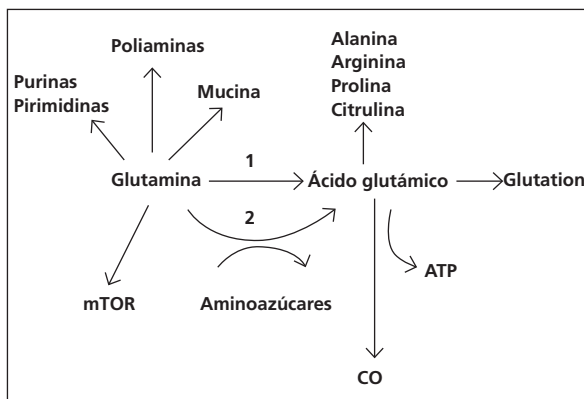 Poliaminas
Purinas
Pirimidinas
Mucina
Alanina
Arginina
Prolina
Citrulina
1
Glutamina
Ácido glutámico
Glutation
2
mTOR
Aminoazúcares
ATP
CO